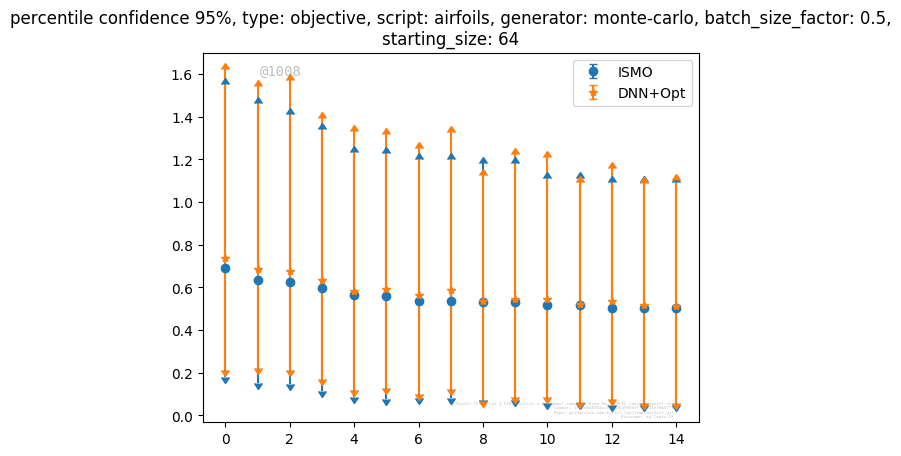 percentile confidence 95%, type: objective, script: airfoils, generator: monte-carlo, batch_size_factor: 0.5,
starting_size: 64
@1008
ISMO
DNN+Opt
1.6
1.4
1.2
1.0
0.8
0.6
0.4
0.2
0.0
0 2 4 6 8 10 12 14